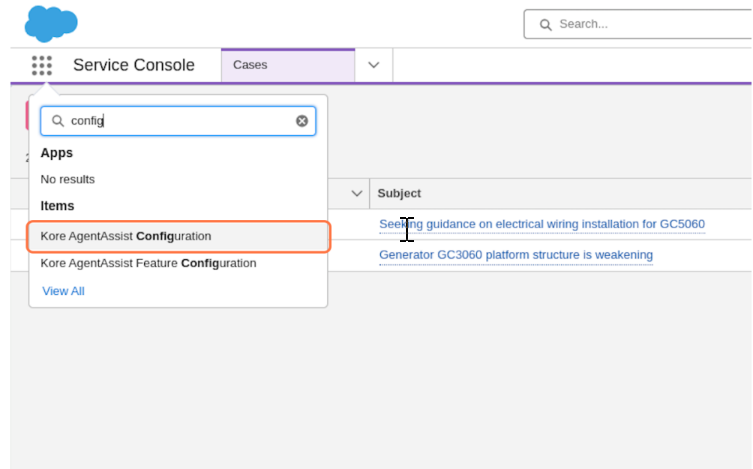 Search...
Service Console
Cases
config
Apps
No results
Items
Kore AgentAssist Configuration
Kore AgentAssist Feature Configuration
View All
Subject
Seeking guidance on electrical wiring installation for GC5060
Generator GC3060 platform structure is weakening